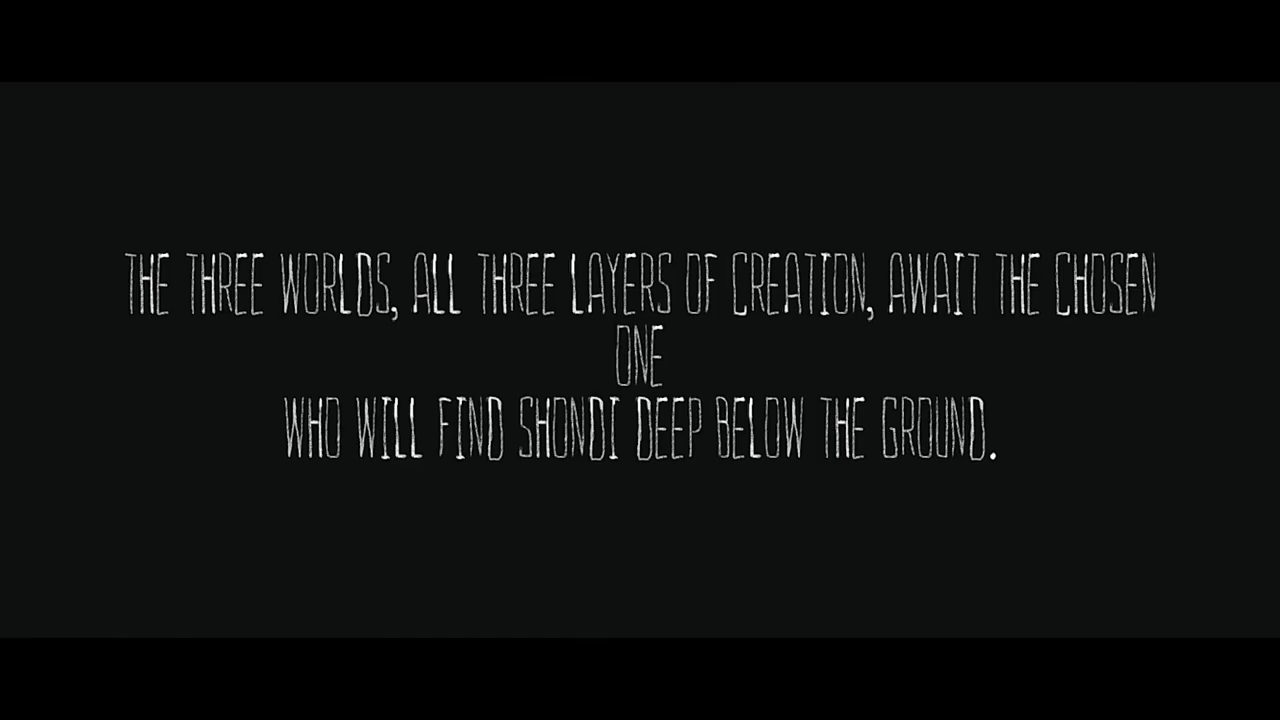 THE THREE WORLDS, ALL THREE LAYERS OF CREATION, AWAIT THE CHOSEN
ONE
WHO WILL FIND SHONDI DEEP BELOW THE GROUND.